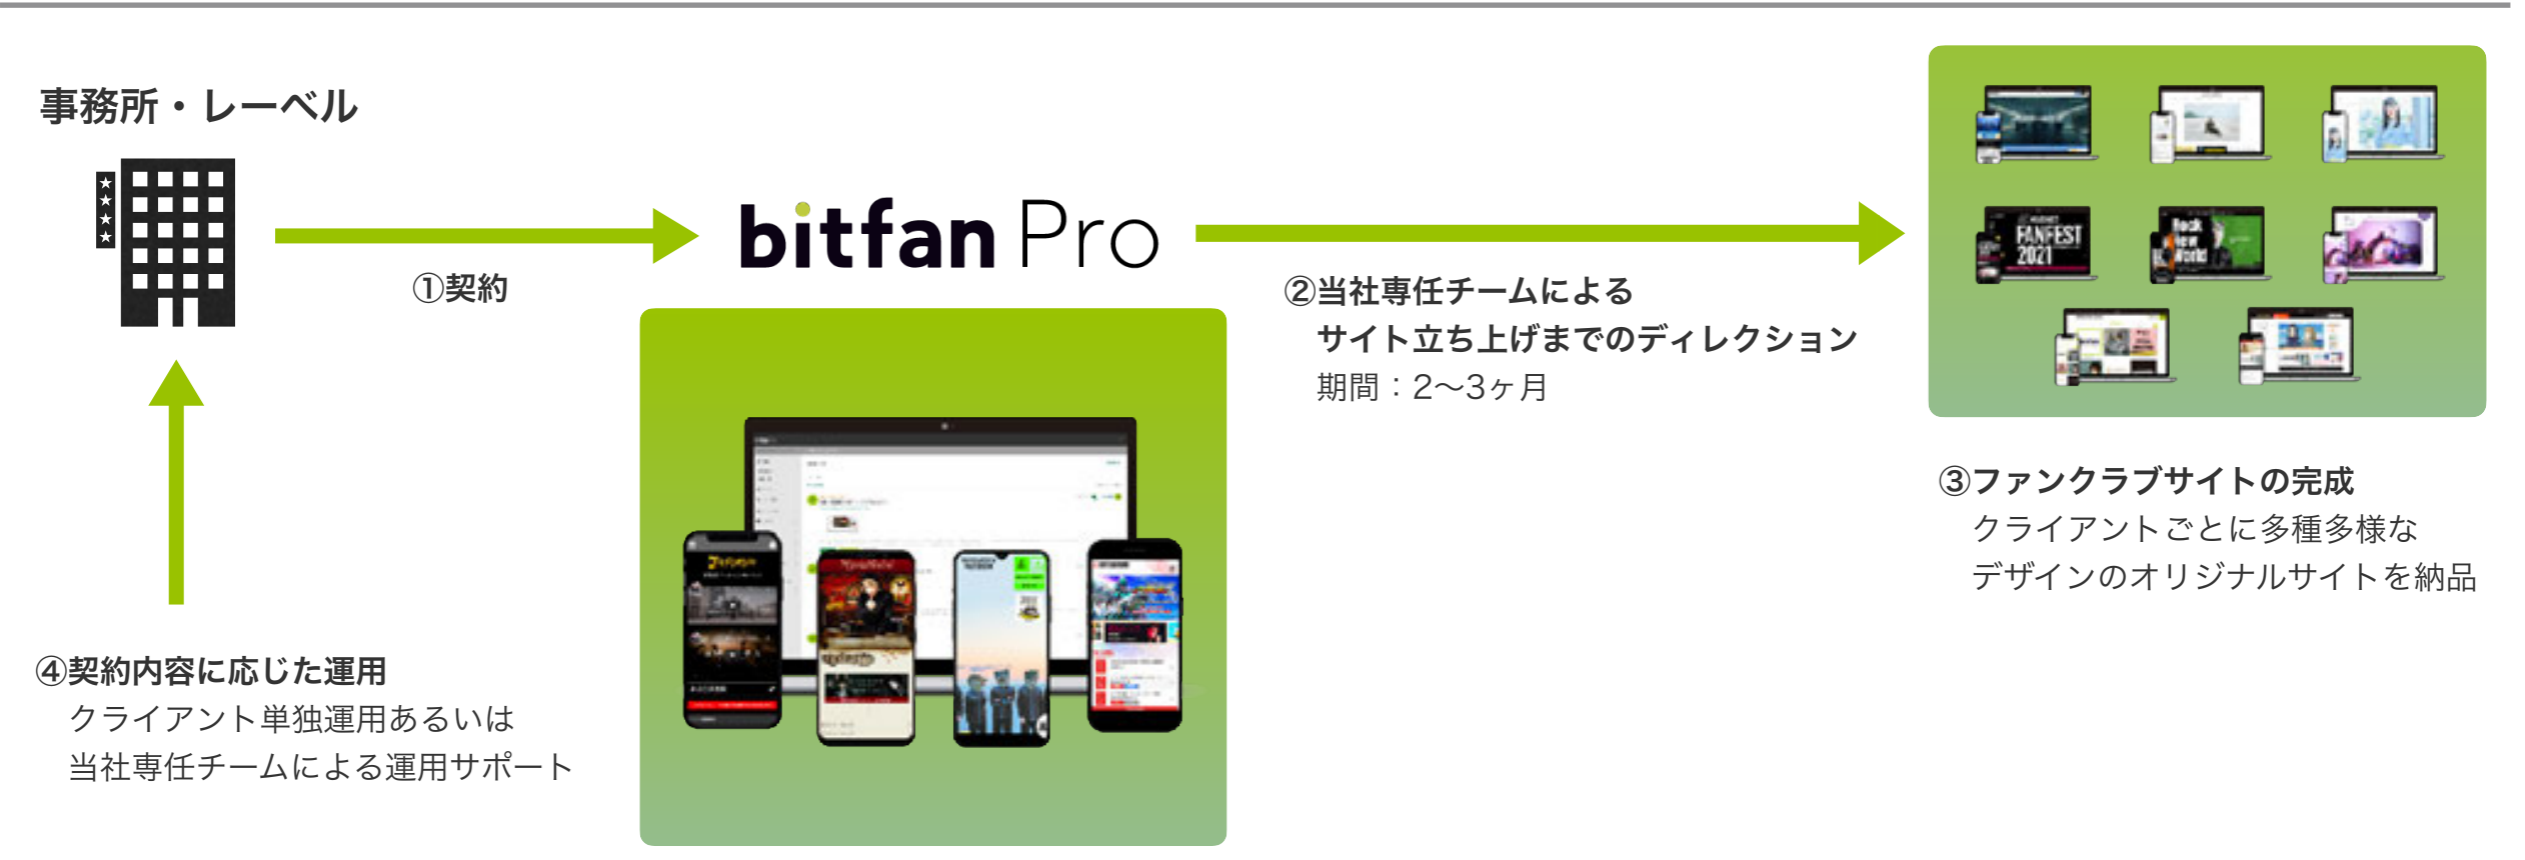 事務所・レーベル
①契約
bitfan Pro
②当社専任チームによる
サイト立ち上げまでのディレクション
期間：2〜3ヶ月
FANFEST
2021
Rock
New
World
③ファンクラブサイトの完成
クライアントごとに多種多様な
デザインのオリジナルサイトを納品
④契約内容に応じた運用
クライアント単独運用あるいは
当社専任チームによる運用サポート